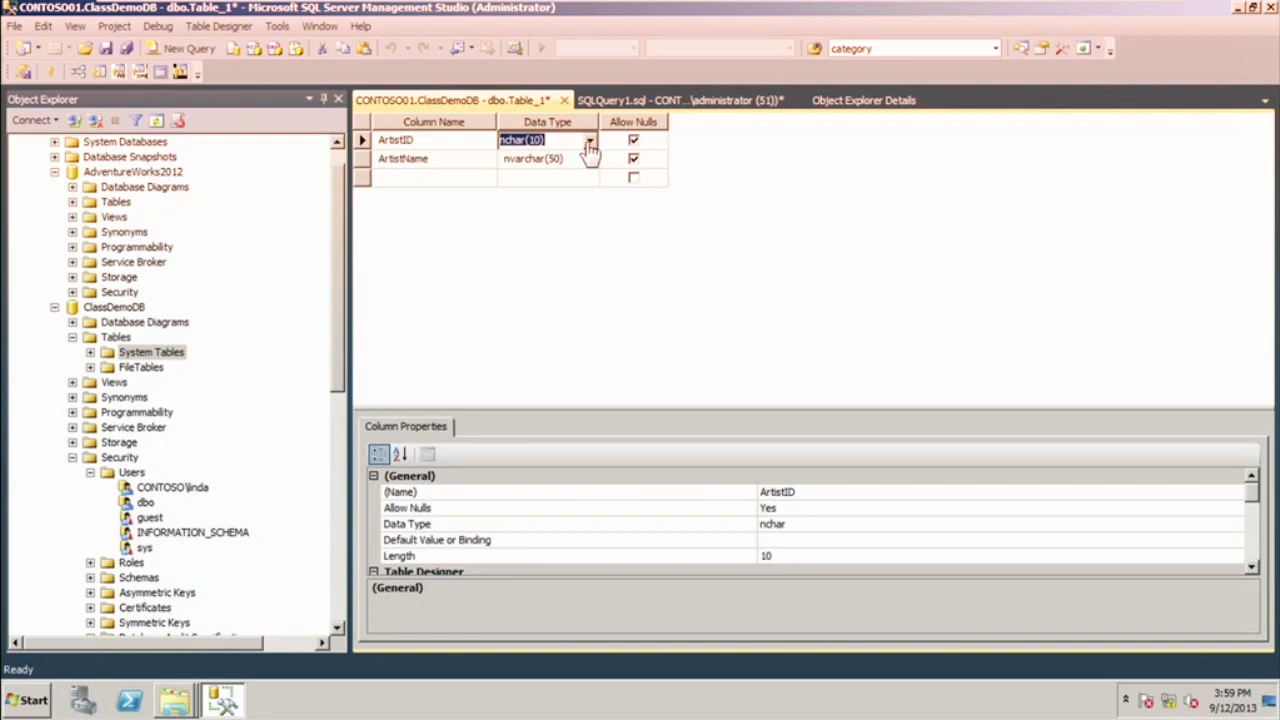 CONTOSO01.ClassDemoDB - dbo.Table_1* - Microsoft SQL Server Management Studio (Administrator)
File Edit View Project Debug Table Designer Tools Window Help
New Query category
Object Explorer
CONTOSO01.ClassDemoDB - dbo.Table_1* SQLQuery1.sql - CONT...\administrator (51))* Object Explorer Details
Connect
Column Name Data Type Allow Nulls
ArtistID nchar(10)
ArtistName nvarchar(50)
System Databases
Database Snapshots
AdventureWorks2012
Database Diagrams
Tables
Views
Synonyms
Programmability
Service Broker
Storage
Security
ClassDemoDB
Database Diagrams
Tables
System Tables
FileTables
Views
Synonyms
Programmability
Service Broker
Storage
Security
Users
CONTOSO\linda
dbo
guest
INFORMATION_SCHEMA
sys
Roles
Schemas
Asymmetric Keys
Certificates
Symmetric Keys
Column Properties
(General)
(Name) ArtistID
Allow Nulls Yes
Data Type nchar
Default Value or Binding
Length 10
Table Designer
(General)
Ready
Start
3:59 PM
9/12/2013